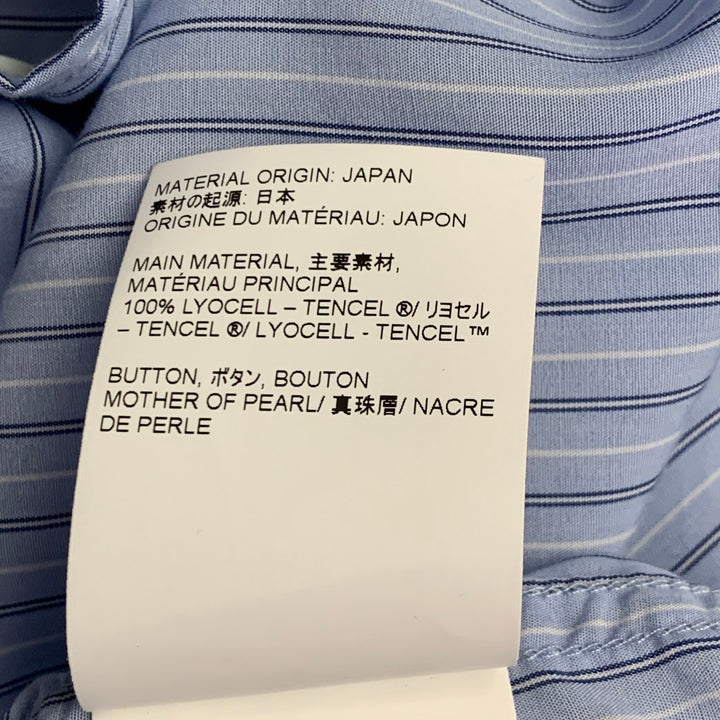 MATERIAL ORIGIN: JAPAN
素材の起源: 日本
ORIGINE DU MATÉRIAU: JAPON
MAIN MATERIAL, 主要素材,
MATÉRIAU PRINCIPAL
100% LYOCELL – TENCEL ®/ リヨセル
– TENCEL ®/ LYOCELL - TENCEL™
BUTTON, ボタン, BOUTON
MOTHER OF PEARL/ 真珠層/ NACRE
DE PERLE